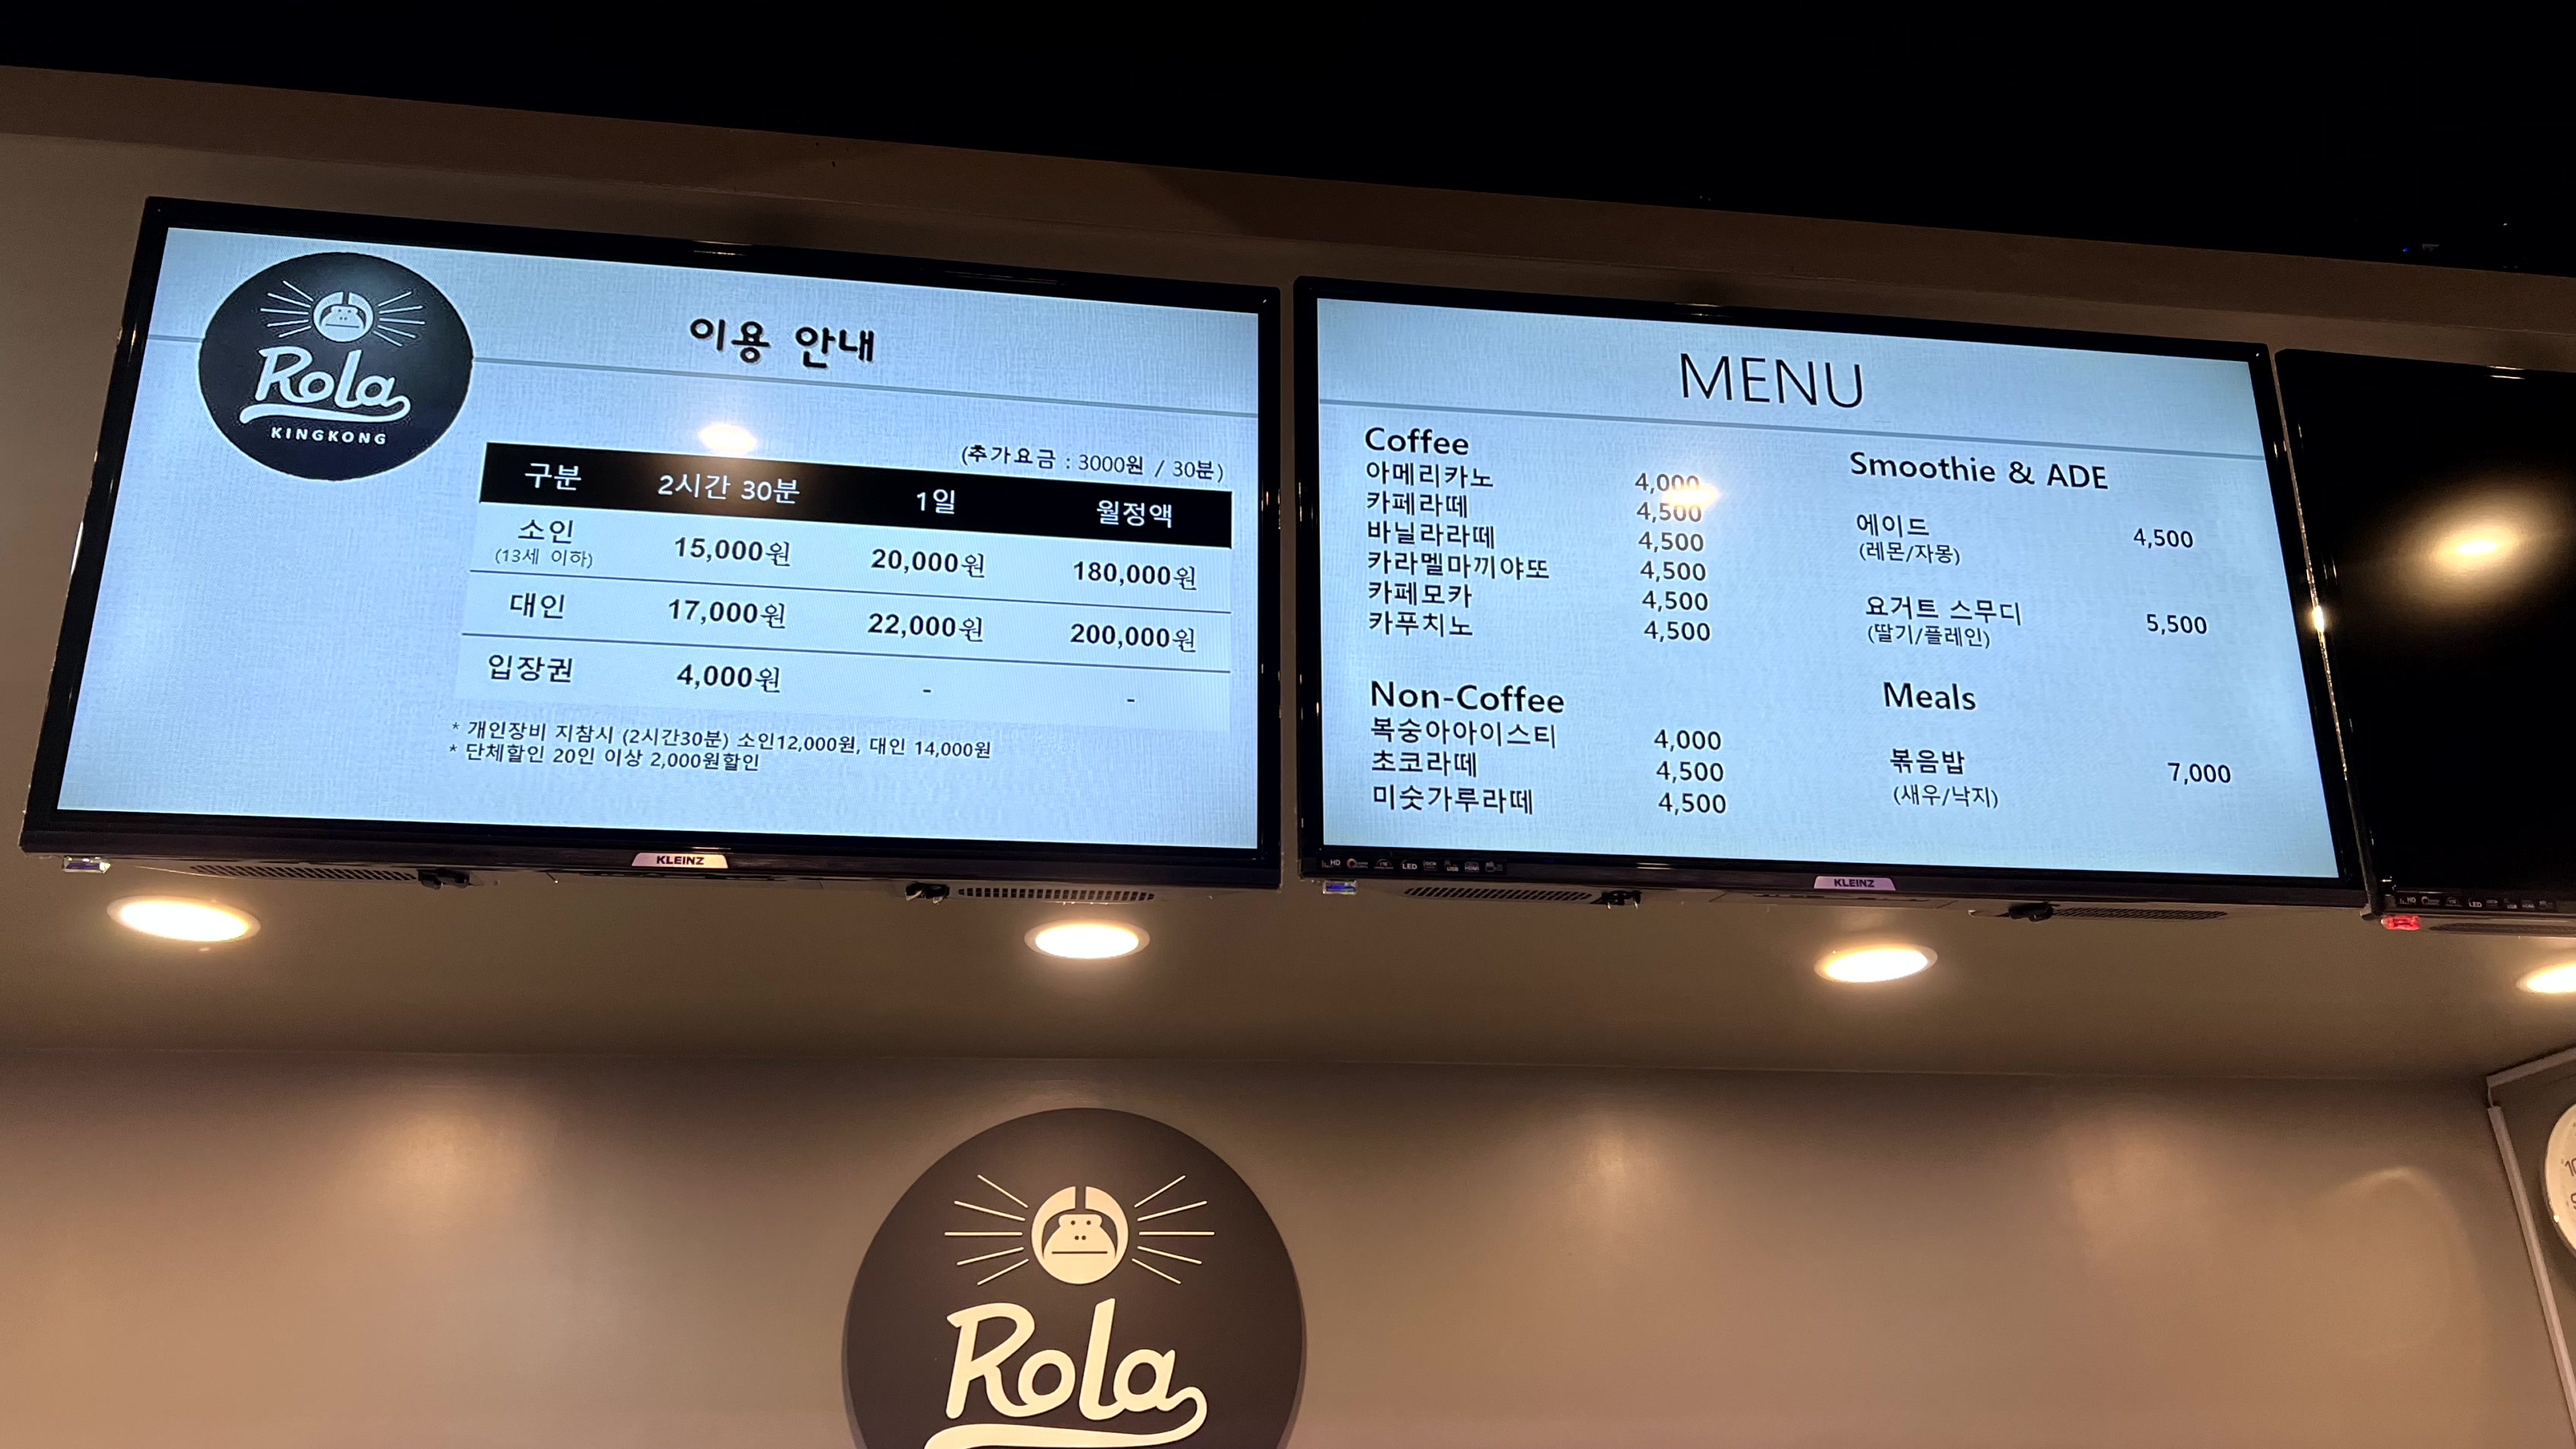 Rola
KINGKONG
이용 안내
(추가요금 : 3000원 / 30분)
구분 2시간 30분 1일 월정액
소인 15,000원 20,000원 180,000원
(13세 이하)
대인 17,000원 22,000원 200,000원
입장권 4,000원 - -
* 개인장비 지참시 (2시간30분) 소인12,000원, 대인 14,000원
* 단체할인 20인 이상 2,000원할인
KLEINZ
MENU
Coffee
아메리카노 4,000
카페라떼 4,500
바닐라라떼 4,500
카라멜마끼야또 4,500
카페모카 4,500
카푸치노 4,500
Non-Coffee
복숭아아이스티 4,000
초코라떼 4,500
미숫가루라떼 4,500
Smoothie & ADE
에이드 4,500
(레몬/자몽)
요거트 스무디 5,500
(딸기/플레인)
Meals
볶음밥 7,000
(새우/낙지)
KLEINZ
Rola